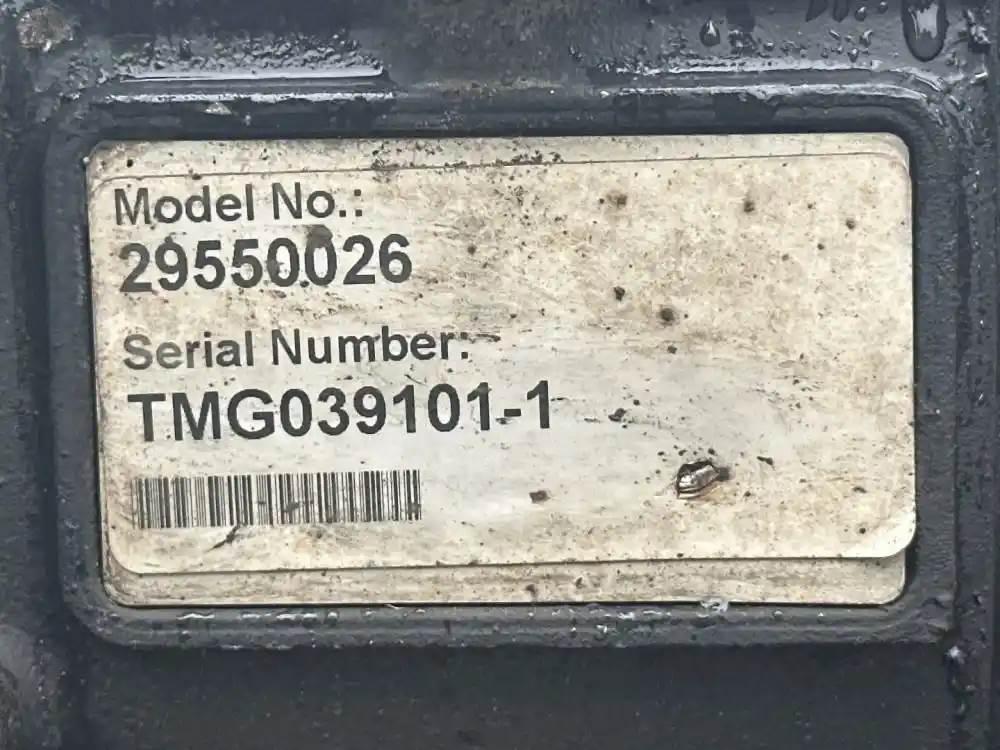 Model No.:
29550026
Serial Number:
TMG039101-1